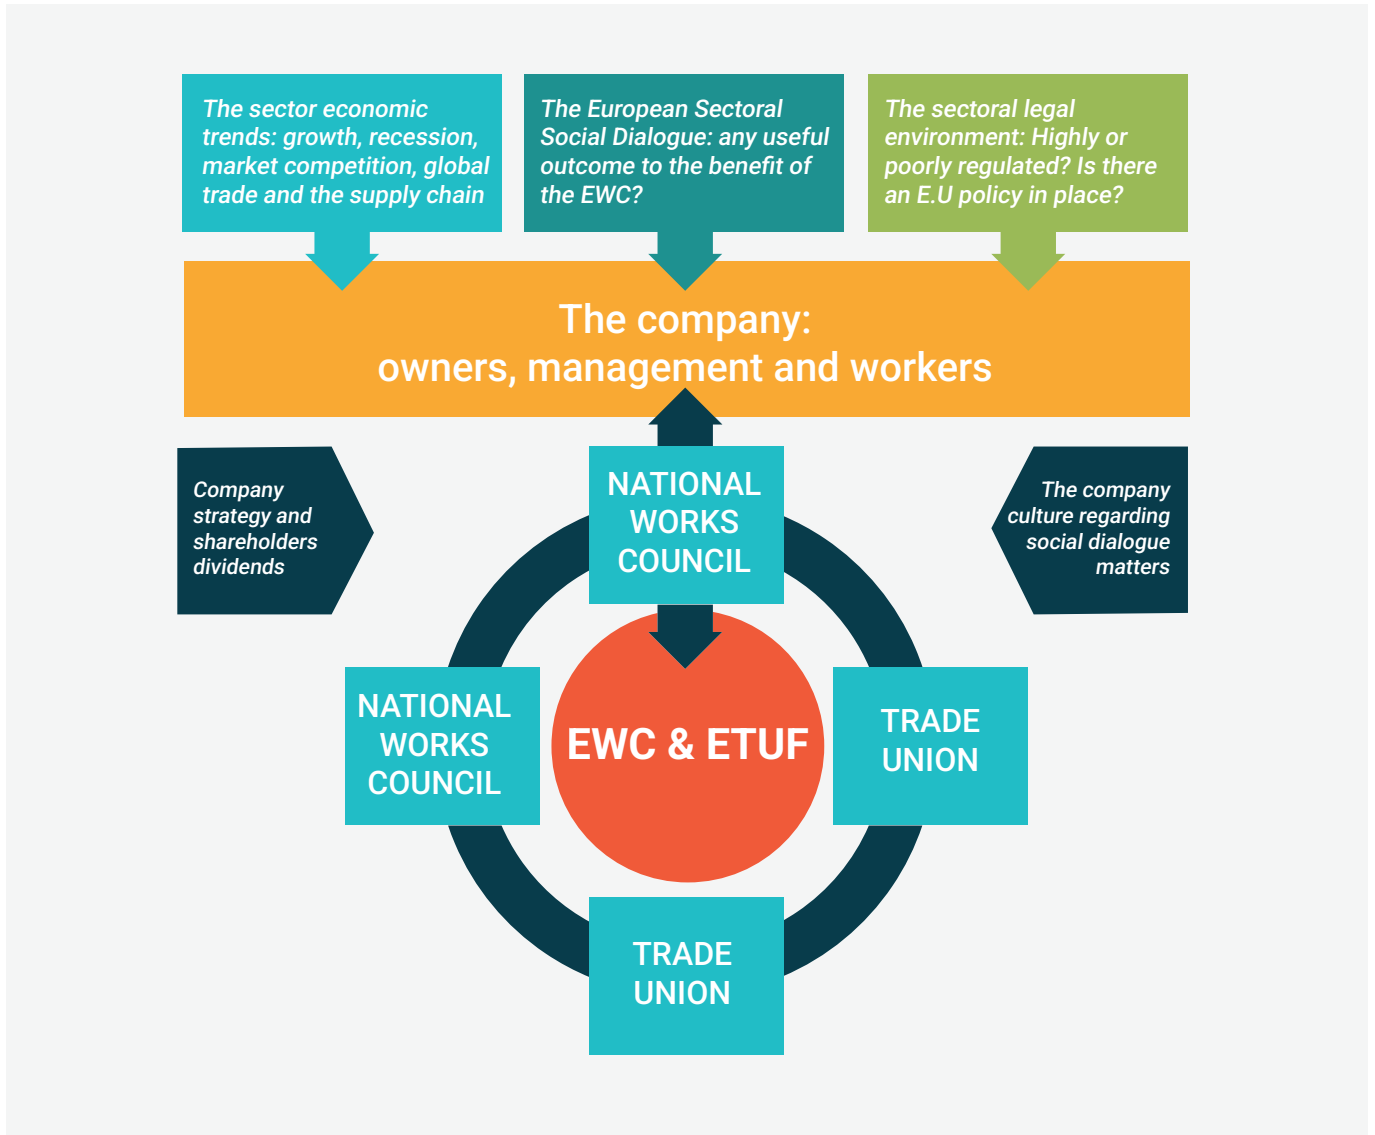 The sector economic
trends: growth, recession,
market competition, global
trade and the supply chain
The European Sectoral
Social Dialogue: any useful
outcome to the benefit of
the EWC?
The sectoral legal
environment: Highly or
poorly regulated? Is there
an E.U policy in place?
The company:
owners, management and workers
Company
strategy and
shareholders
dividends
NATIONAL
WORKS
COUNCIL
The company
culture regarding
social dialogue
matters
NATIONAL
WORKS
COUNCIL
EWC & ETUF
TRADE
UNION
TRADE
UNION